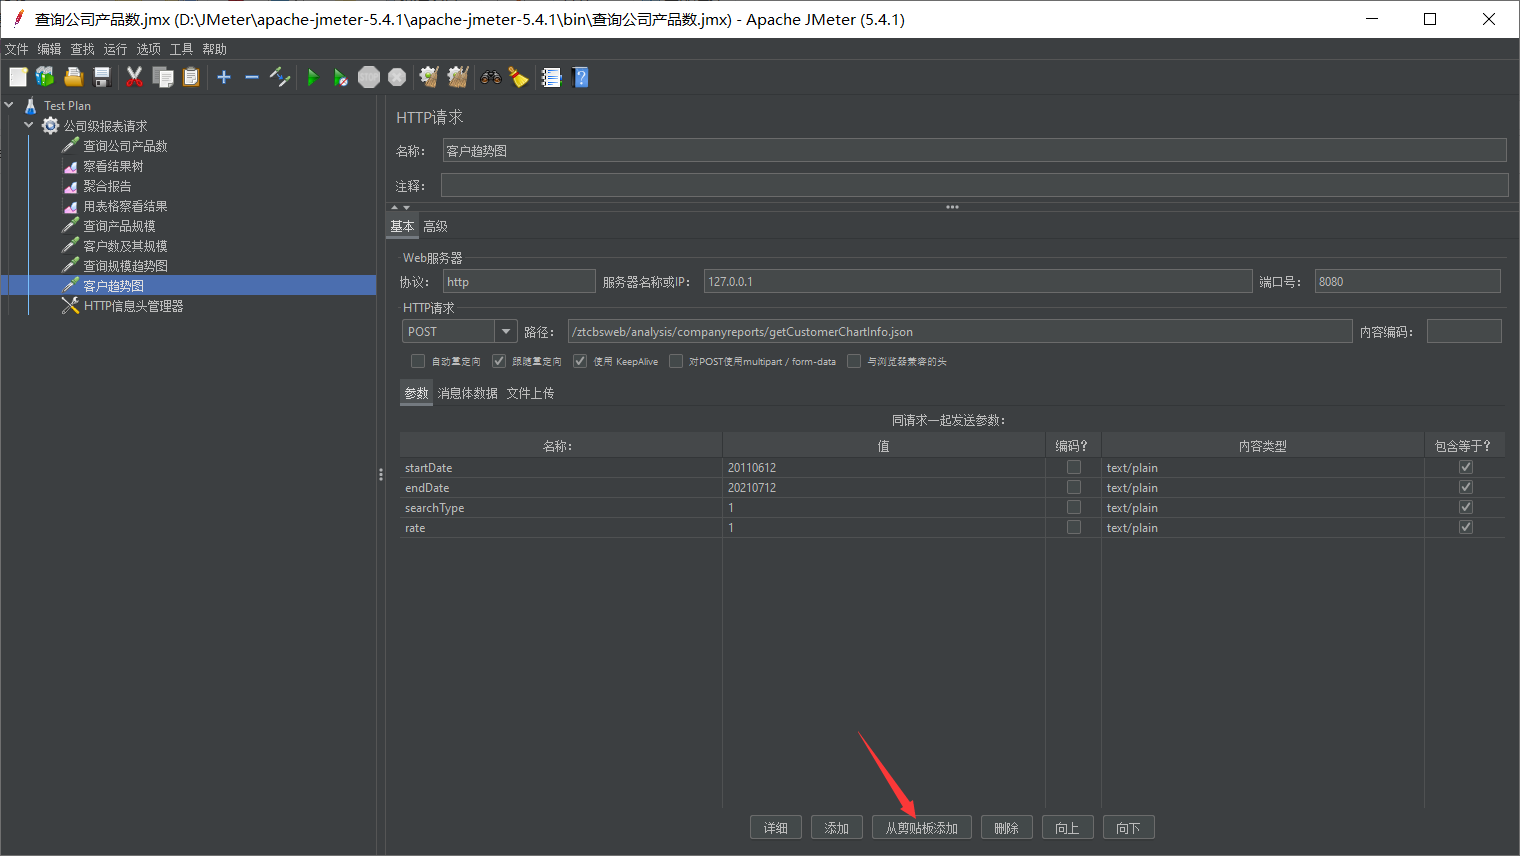 查询公司产品数.jmx (D:\JMeter\apache-jmeter-5.4.1\apache-jmeter-5.4.1\bin\查询公司产品数.jmx) - Apache JMeter (5.4.1)
文件 编辑 查找 运行 选项 工具 帮助
STOP
Test Plan
公司级报表请求
查询公司产品数
察看结果树
聚合报告
用表格察看结果
查询产品规模
客户数及其规模
查询规模趋势图
客户趋势图
HTTP信息头管理器
HTTP请求
名称： 客户趋势图
注释：
基本 高级
Web服务器
协议： http 服务器名称或IP： 127.0.0.1 端口号： 8080
HTTP请求
POST 路径： /ztcbsweb/analysis/companyreports/getCustomerChartInfo.json 内容编码：
自动重定向 跟随重定向 使用 KeepAlive 对POST使用multipart / form-data 与浏览器兼容的头
参数 消息体数据 文件上传
同请求一起发送参数：
名称： 值 编码？ 内容类型 包含等于？
startDate 20110612 text/plain
endDate 20210712 text/plain
searchType 1 text/plain
rate 1 text/plain
详细 添加 从剪贴板添加 删除 向上 向下